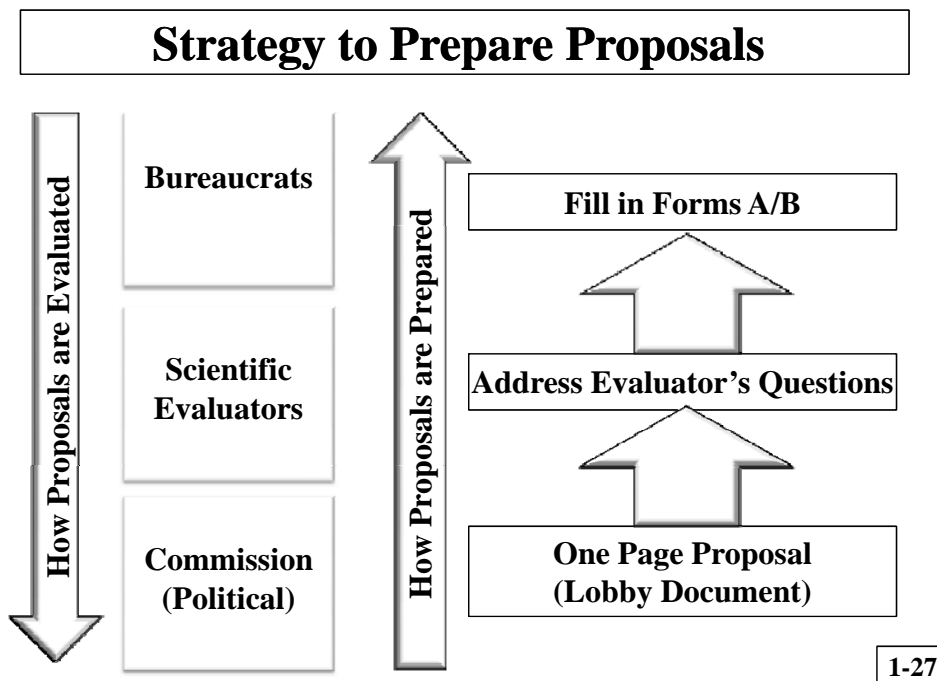 Strategy to Prepare Proposals
How Proposals are Evaluated
Bureaucrats
Scientific
Evaluators
Commission
(Political)
How Proposals are Prepared
Fill in Forms A/B
Address Evaluator’s Questions
One Page Proposal
(Lobby Document)
1-27